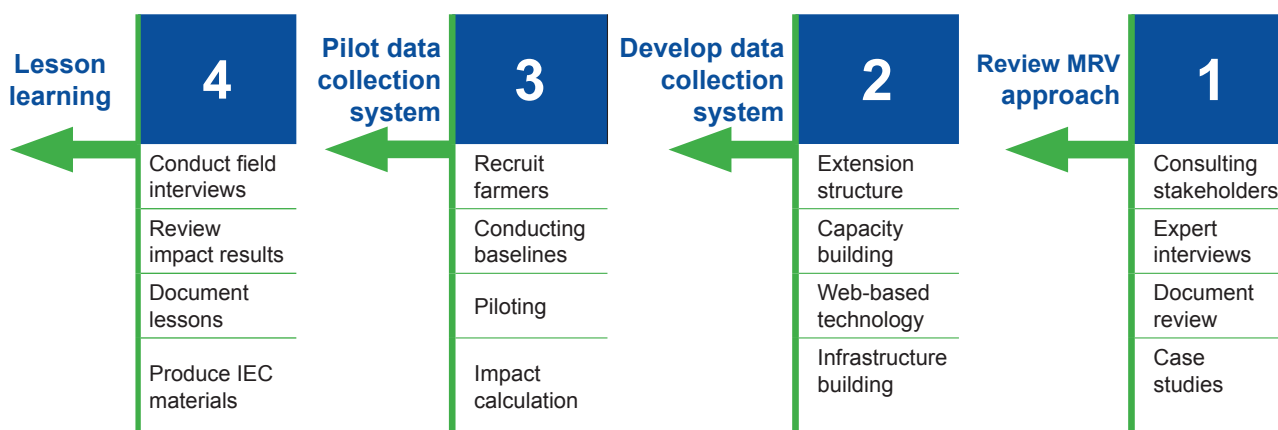 Lesson
learning
4
Conduct field
interviews
Review
impact results
Document
lessons
Produce IEC
materials
Pilot data
collection
system
3
Recruit
farmers
Conducting
baselines
Piloting
Impact
calculation
Develop data
collection
system
2
Extension
structure
Capacity
building
Web-based
technology
Infrastructure
building
Review MRV
approach
1
Consulting
stakeholders
Expert
interviews
Document
review
Case
studies